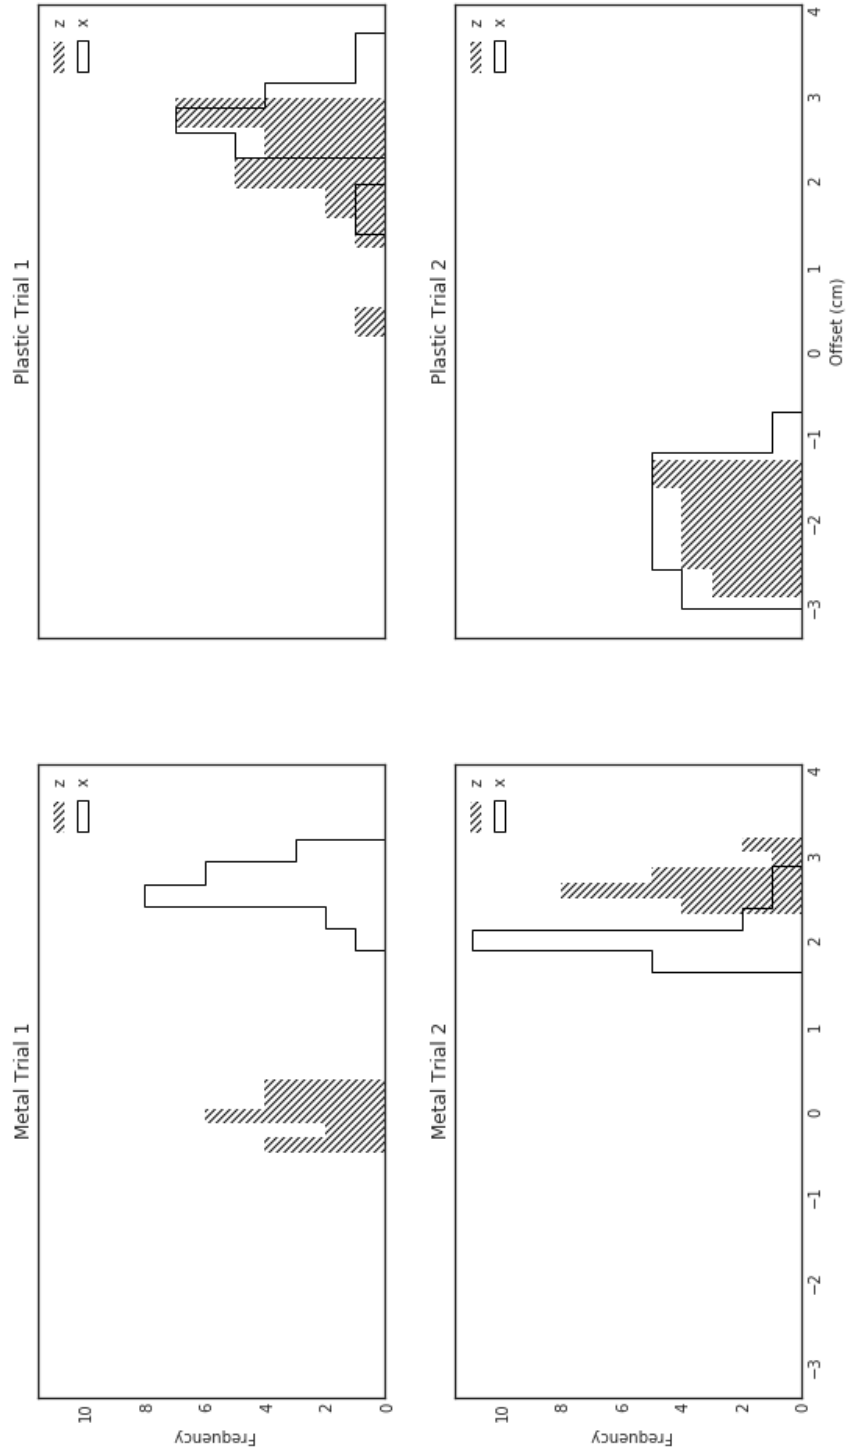 Metal Trial 1
z
x
10
8
6
4
2
0
Frequency
Plastic Trial 1
z
x
Metal Trial 2
z
x
10
8
6
4
2
0
Frequency
−3 −2 −1 0 1 2 3 4
Plastic Trial 2
z
x
−3 −2 −1 0 1 2 3 4
Offset (cm)